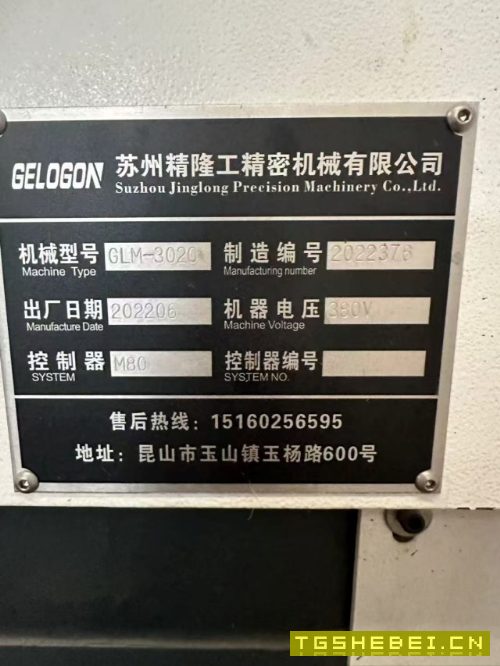 GELOGON 苏州精隆工精密机械有限公司
Suzhou Jinglong Precision Machinery Co.,Ltd.
机械型号 GLM-3020 制造编号 2022376
Machine Type Manufacturing number
出厂日期 202206 机器电压 380V
Manufacture Date Machine Voltage
控制器 M80 控制器编号
SYSTEM SYSTEM NO.
售后热线：15160256595
地址：昆山市玉山镇玉杨路600号
TGSHEBEI.CN